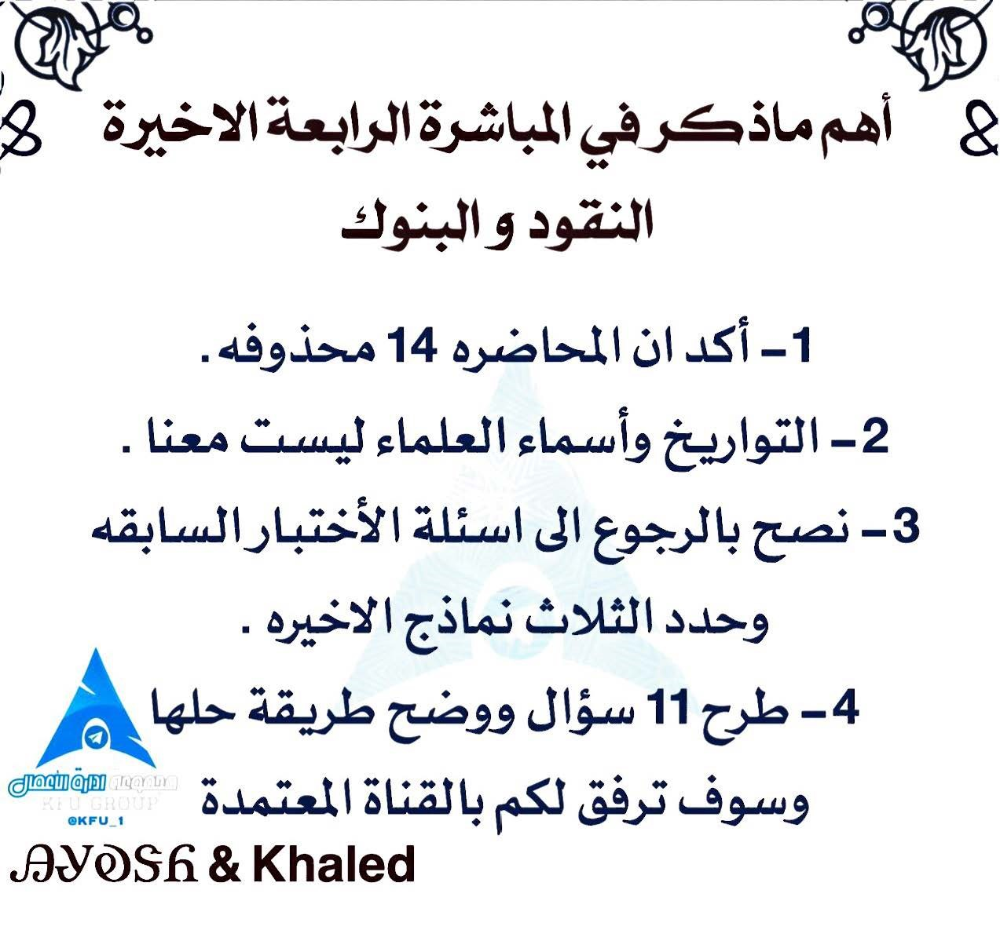 أهم ماذكر في المباشرة الرابعة الاخيرة
النقود و البنوك
1- أكد ان المحاضره 14 محذوفه .
2- التواريخ وأسماء العلماء ليست معنا .
3- نصح بالرجوع الى اسئلة الأختبار السابقه
وحدد الثلاث نماذج الاخيره .
4- طرح 11 سؤال ووضح طريقة حلها
وسوف ترفق لكم بالقناة المعتمدة
مجموعة ادارة الأعمال
KFU GROUP
@KFU_1
AYOSH & Khaled